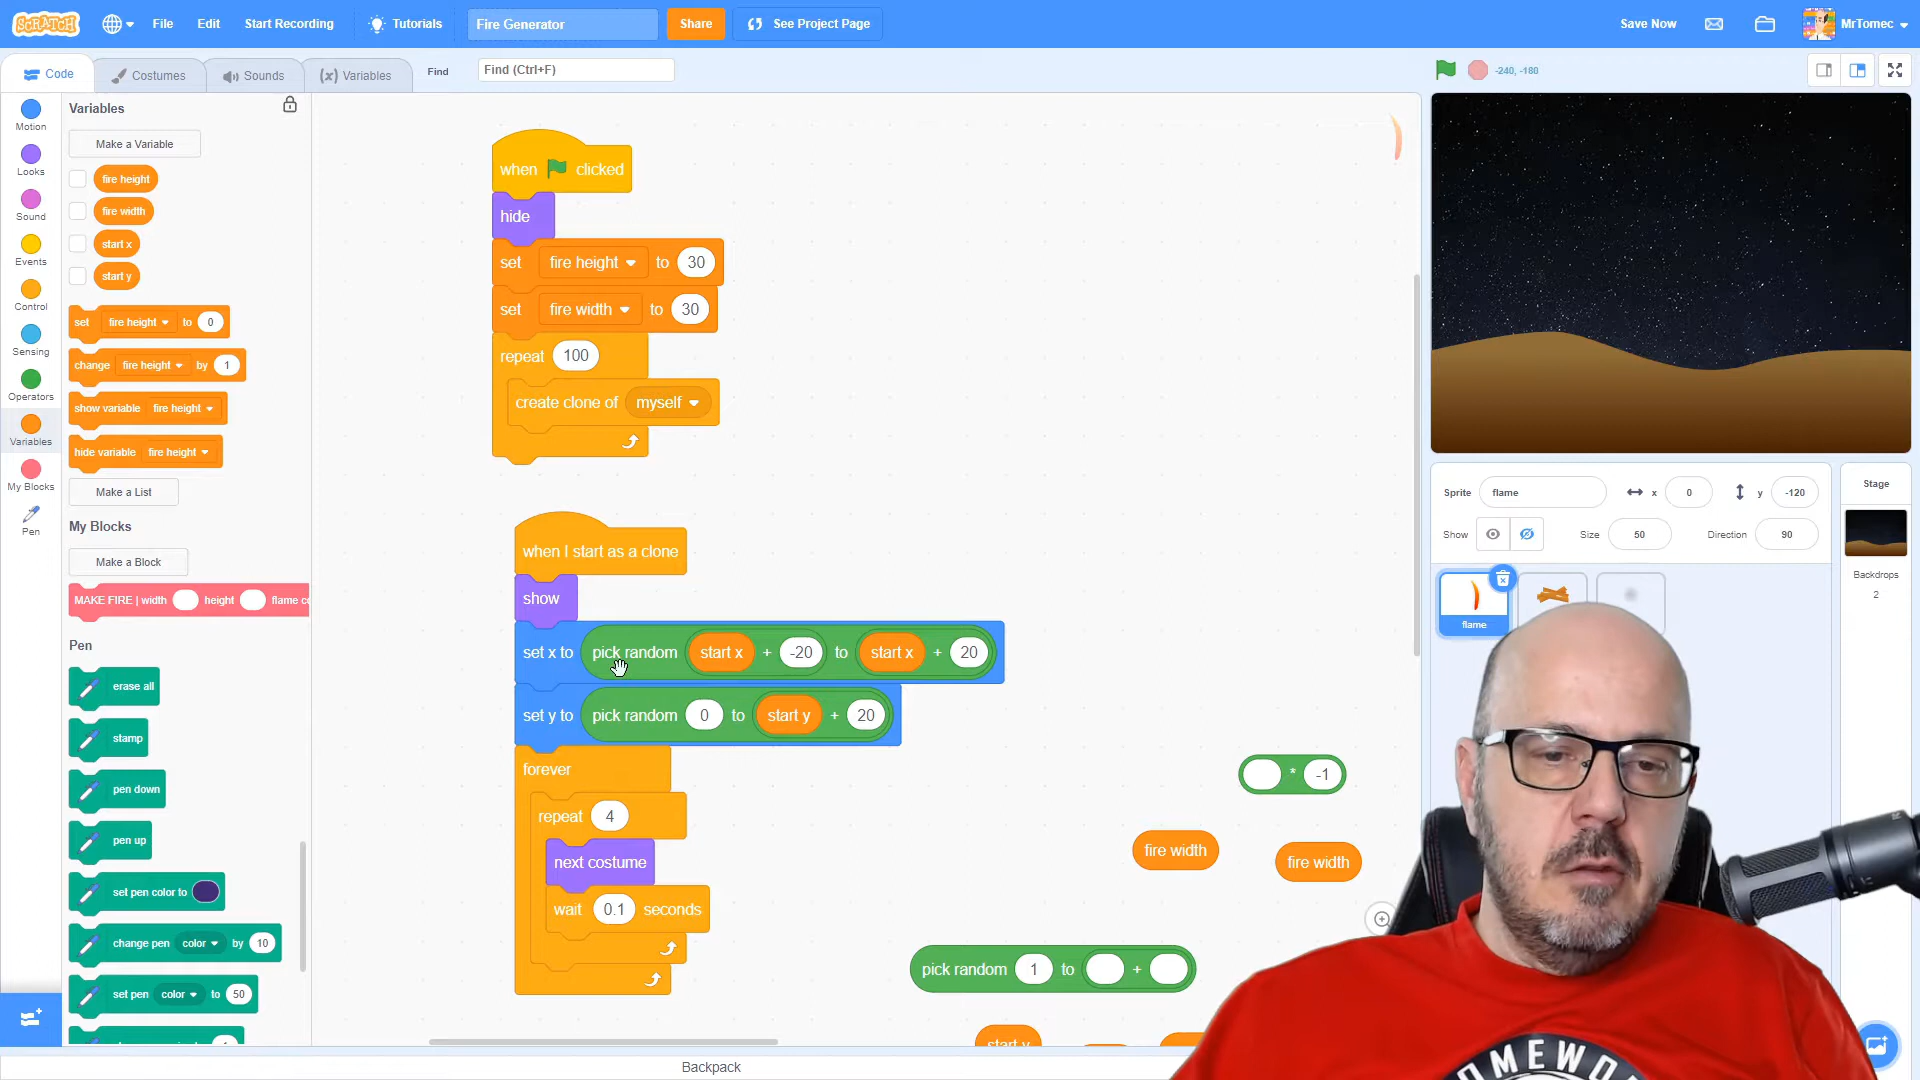 SCRATCH
File
Edit
Start Recording
Tutorials
Fire Generator
Share
See Project Page
Save Now
MrTomec
Code
Costumes
Sounds
(x) Variables
Find
Find (Ctrl+F)
-240, -180
Motion
Looks
Sound
Events
Control
Sensing
Operators
Variables
My Blocks
Pen
Variables
Make a Variable
fire height
fire width
start x
start y
set fire height to 0
change fire height by 1
show variable fire height
hide variable fire height
Make a List
My Blocks
Make a Block
MAKE FIRE | width height flame co
Pen
erase all
stamp
pen down
pen up
set pen color to
change pen color by 10
set pen color to 50
when clicked
hide
set fire height to 30
set fire width to 30
repeat 100
create clone of myself
when I start as a clone
show
set x to pick random start x + -20 to start x + 20
set y to pick random 0 to start y + 20
forever
repeat 4
next costume
wait 0.1 seconds
* -1
fire width
fire width
pick random 1 to +
start y
Backpack
Sprite flame x 0 y -120
Show Size 50 Direction 90
flame
Stage
Backdrops
2
HOMEWORK